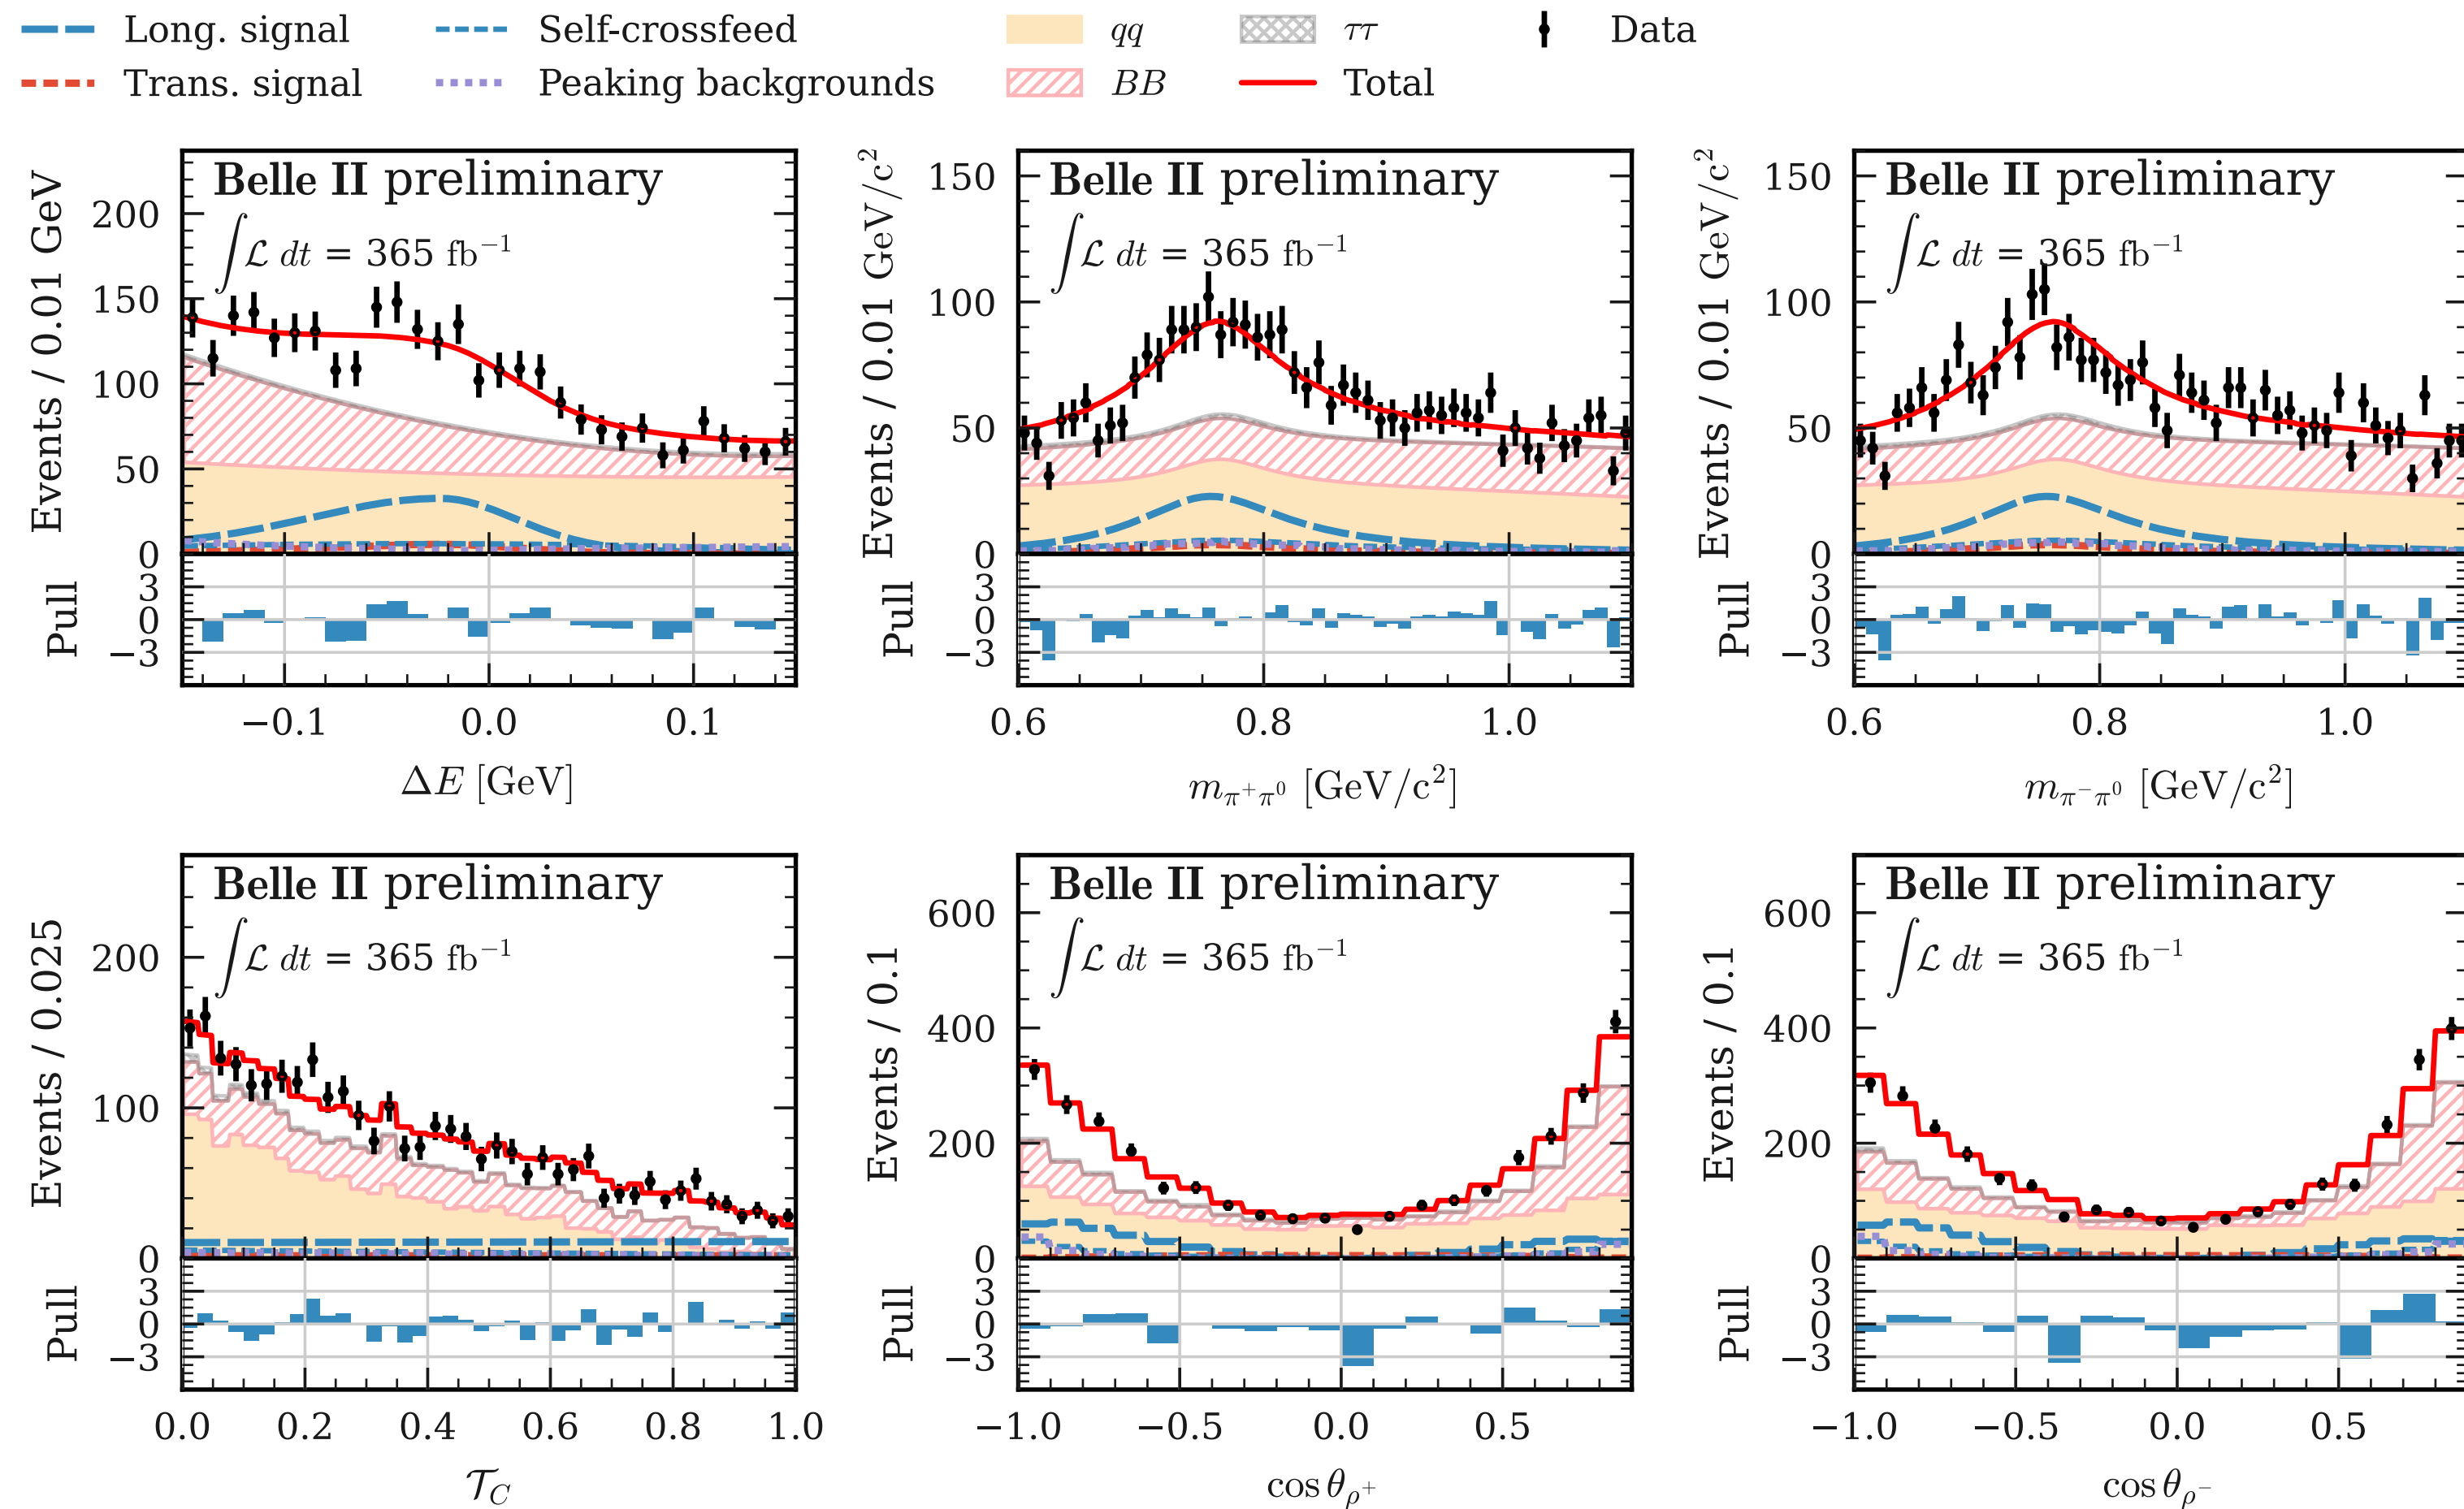 Long. signal
Trans. signal
Self-crossfeed
Peaking backgrounds
qq
BB
ττ
Total
Data
Belle II preliminary
∫ℒ dt = 365 fb⁻¹
Events / 0.01 GeV
200
150
100
50
0
Pull
3
0
−3
−0.1 0.0 0.1
ΔE [GeV]
Belle II preliminary
∫ℒ dt = 365 fb⁻¹
Events / 0.01 GeV/c²
150
100
50
0
Pull
3
0
−3
0.6 0.8 1.0
m_{π⁺π⁰} [GeV/c²]
Belle II preliminary
∫ℒ dt = 365 fb⁻¹
Events / 0.01 GeV/c²
150
100
50
0
Pull
3
0
−3
0.6 0.8 1.0
m_{π⁻π⁰} [GeV/c²]
Belle II preliminary
∫ℒ dt = 365 fb⁻¹
Events / 0.025
200
100
0
Pull
3
0
−3
0.0 0.2 0.4 0.6 0.8 1.0
𝒯_C
Belle II preliminary
∫ℒ dt = 365 fb⁻¹
Events / 0.1
600
400
200
0
Pull
3
0
−3
−1.0 −0.5 0.0 0.5
cos θ_{ρ⁺}
Belle II preliminary
∫ℒ dt = 365 fb⁻¹
Events / 0.1
600
400
200
0
Pull
3
0
−3
−1.0 −0.5 0.0 0.5
cos θ_{ρ⁻}